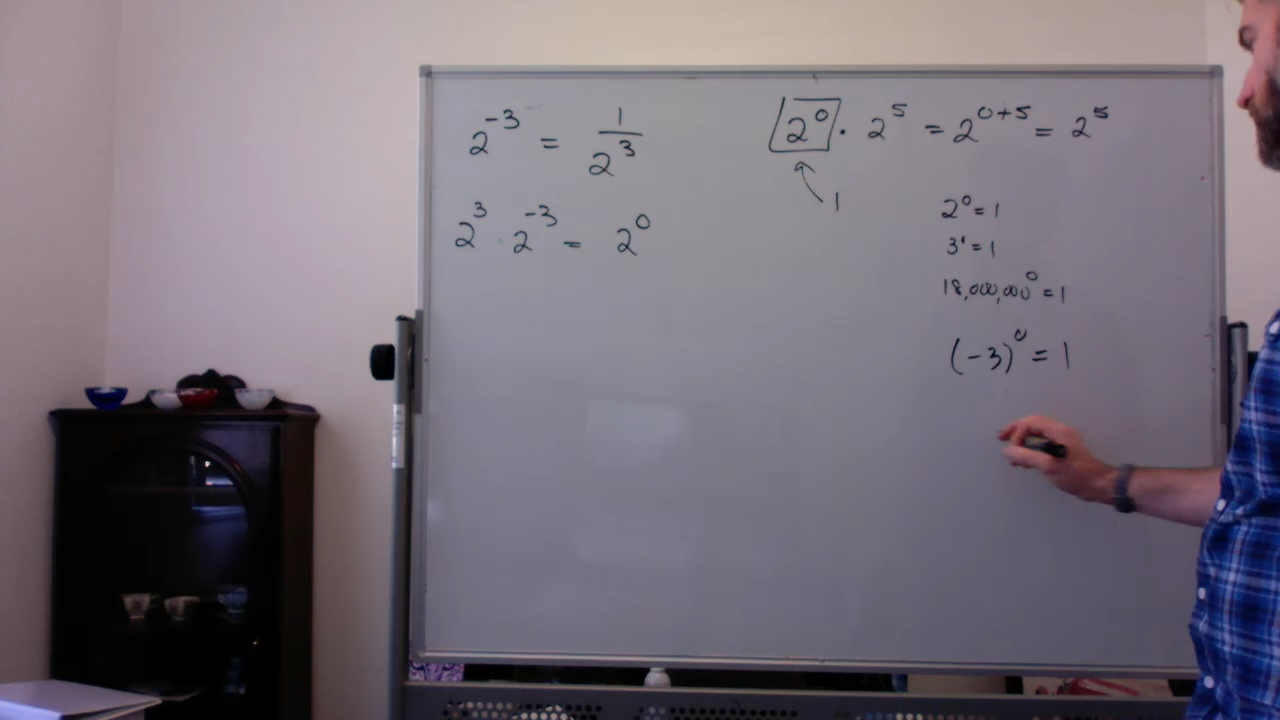 2^-3 = 1/2^3
2^3 · 2^-3 = 2^0
2^0 · 2^5 = 2^0+5 = 2^5
1
2^0 = 1
3^1 = 1
18,000,000^0 = 1
(-3)^0 = 1